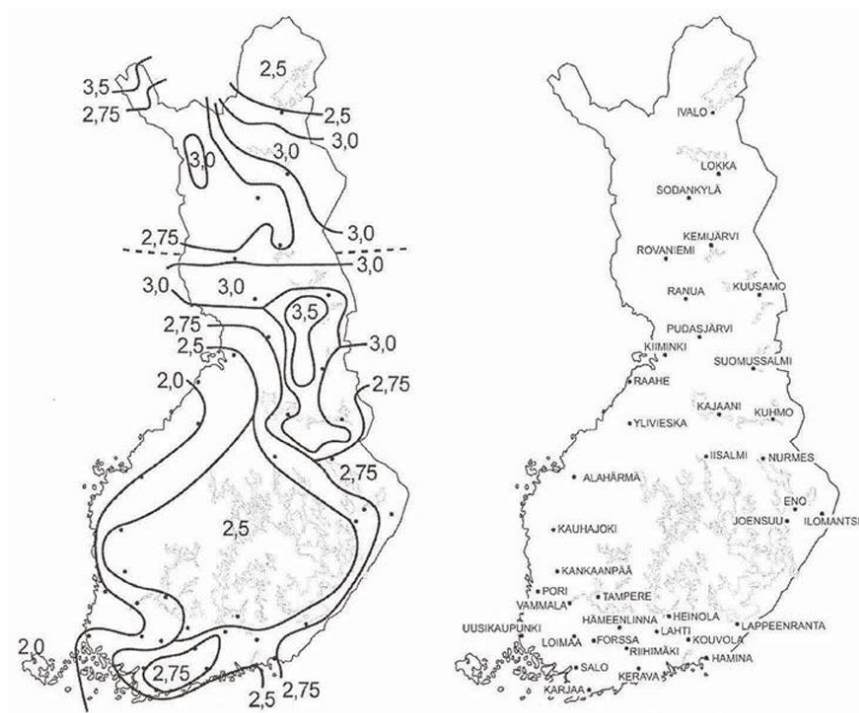 2,5
3,5
2,75
2,5
3,0
3,0
3,0
2,75
3,0
3,0
3,0
3,0
3,5
2,75
2,5
3,0
2,0
2,75
2,75
2,5
2,0
2,75
2,5
2,75
IVALO
LOKKA
SODANKYLÄ
KEMIJÄRVI
ROVANIEMI
RANUA
KUUSAMO
PUDASJÄRVI
KIIMINKI
SUOMUSSALMI
RAAHE
KAJAANI
KUHMO
YLIVIESKA
IISALMI
NURMES
ALAHÄRMÄ
ENO
JOENSUU
ILOMANTSI
KAUHAJOKI
KANKAANPÄÄ
PORI
TAMPERE
VAMMALA
HEINOLA
HÄMEENLINNA
LAPPEENRANTA
UUSIKAUPUNKI
LAHTI
LOIMAA
FORSSA
KOUVOLA
RIIHIMÄKI
HAMINA
SALO
KERAVA
KARJAA